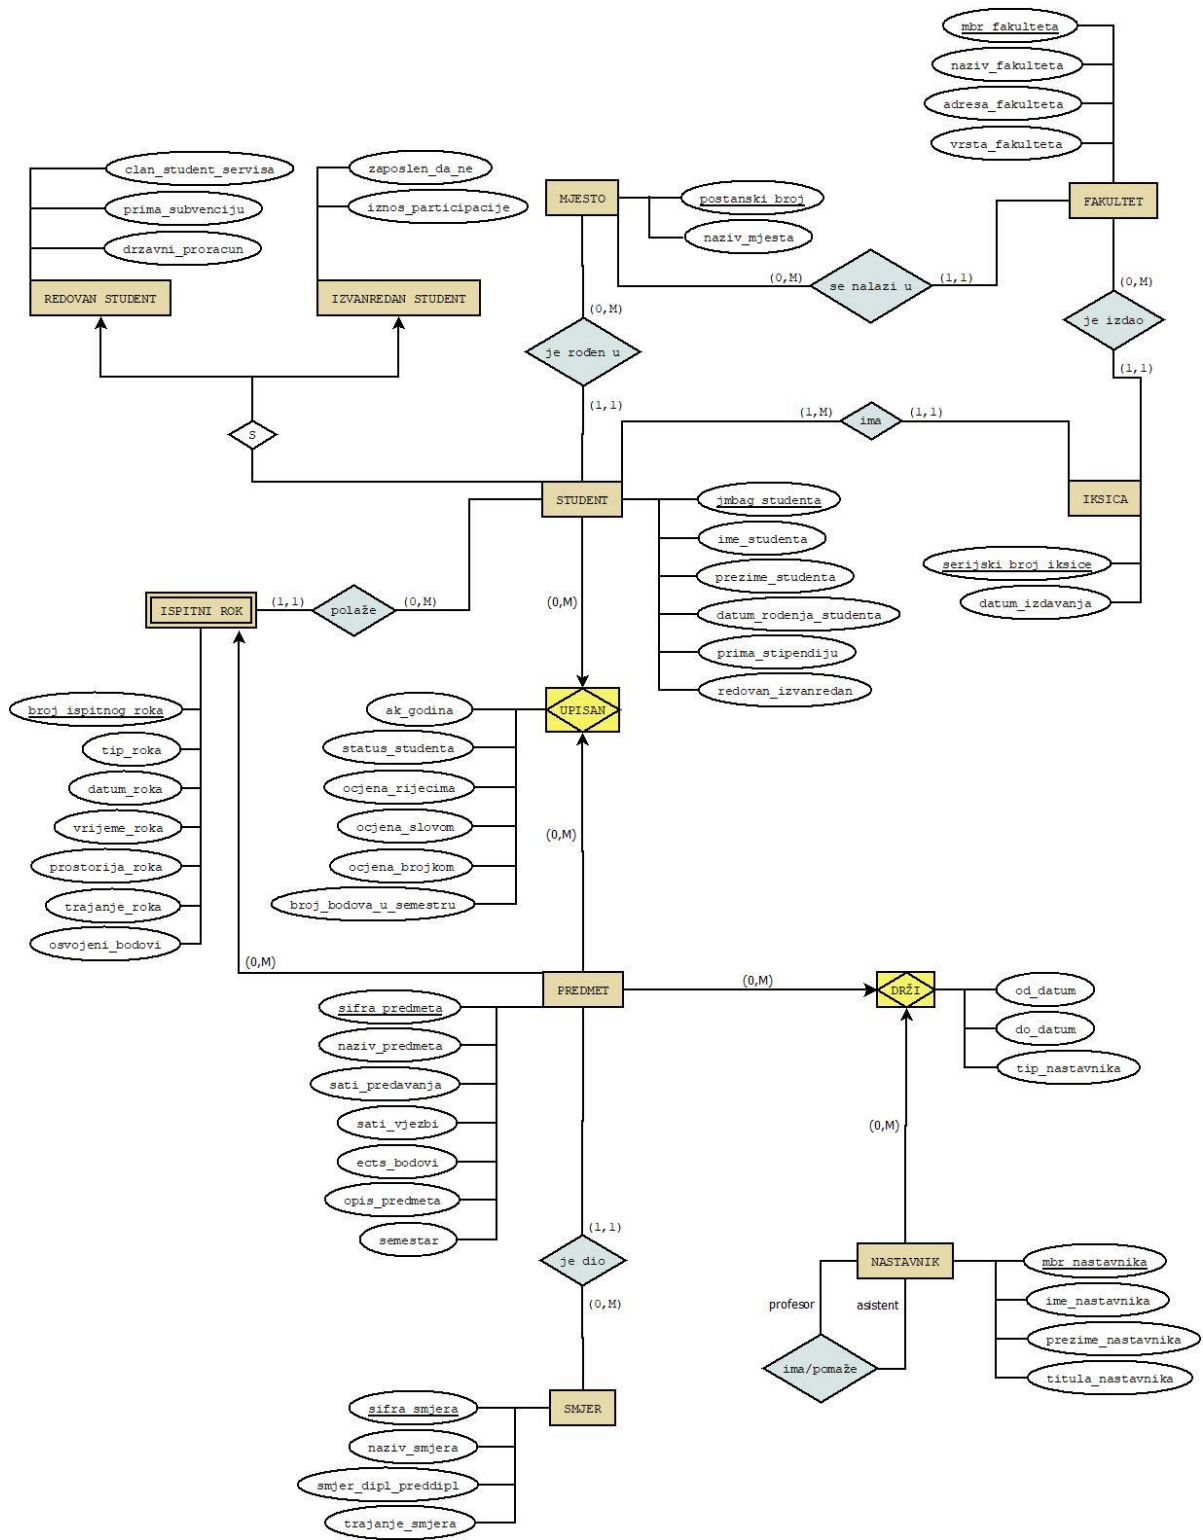 mbr_fakulteta
naziv_fakulteta
adresa_fakulteta
vrsta_fakulteta
FAKULTET
clan_student_servisa
prima_subvenciju
drzavni_proracun
REDOVAN STUDENT
zaposlen_da_ne
iznos_participacije
IZVANREDAN STUDENT
MJESTO
postanski_broj
naziv_mjesta
(0,M)
se nalazi u
(1,1)
(0,M)
je izdao
(1,1)
(0,M)
je rođen u
(1,1)
S
(1,M)
ima
(1,1)
STUDENT
IKSICA
jmbag_studenta
ime_studenta
prezime_studenta
datum_rodenja_studenta
prima_stipendiju
redovan_izvanredan
serijski_broj_iksice
datum_izdavanja
ISPITNI ROK
(1,1)
polaže
(0,M)
(0,M)
broj_ispitnog_roka
tip_roka
datum_roka
vrijeme_roka
prostorija_roka
trajanje_roka
osvojeni_bodovi
UPISAN
ak_godina
status_studenta
ocjena_rijecima
ocjena_slovom
ocjena_brojkom
broj_bodova_u_semestru
(0,M)
(0,M)
PREDMET
(0,M)
DRŽI
od_datum
do_datum
tip_nastavnika
sifra_predmeta
naziv_predmeta
sati_predavanja
sati_vjezbi
ects_bodovi
opis_predmeta
semestar
(0,M)
(1,1)
je dio
(0,M)
NASTAVNIK
mbr_nastavnika
ime_nastavnika
prezime_nastavnika
titula_nastavnika
profesor
asistent
ima/pomaže
SMJER
sifra_smjera
naziv_smjera
smjer_dipl_preddipl
trajanje_smjera